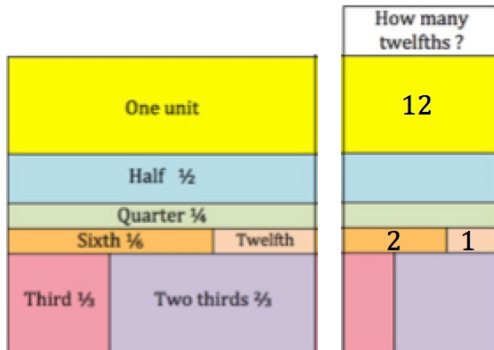 How many
twelfths ?
One unit
12
Half ½
Quarter ¼
Sixth ⅙
Twelfth
2
1
Third ⅓
Two thirds ⅔